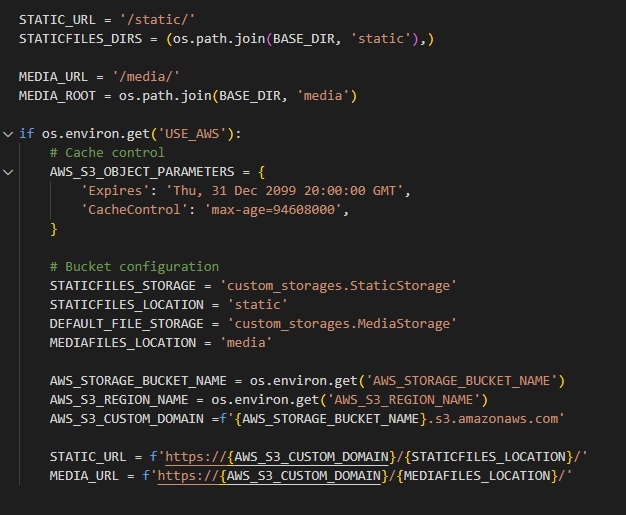 STATIC_URL = '/static/'
STATICFILES_DIRS = (os.path.join(BASE_DIR, 'static'),)

MEDIA_URL = '/media/'
MEDIA_ROOT = os.path.join(BASE_DIR, 'media')

if os.environ.get('USE_AWS'):
    # Cache control
    AWS_S3_OBJECT_PARAMETERS = {
        'Expires': 'Thu, 31 Dec 2099 20:00:00 GMT',
        'CacheControl': 'max-age=94608000',
    }

    # Bucket configuration
    STATICFILES_STORAGE = 'custom_storages.StaticStorage'
    STATICFILES_LOCATION = 'static'
    DEFAULT_FILE_STORAGE = 'custom_storages.MediaStorage'
    MEDIAFILES_LOCATION = 'media'

    AWS_STORAGE_BUCKET_NAME = os.environ.get('AWS_STORAGE_BUCKET_NAME')
    AWS_S3_REGION_NAME = os.environ.get('AWS_S3_REGION_NAME')
    AWS_S3_CUSTOM_DOMAIN =f'{AWS_STORAGE_BUCKET_NAME}.s3.amazonaws.com'

    STATIC_URL = f'https://{AWS_S3_CUSTOM_DOMAIN}/{STATICFILES_LOCATION}/'
    MEDIA_URL = f'https://{AWS_S3_CUSTOM_DOMAIN}/{MEDIAFILES_LOCATION}/'